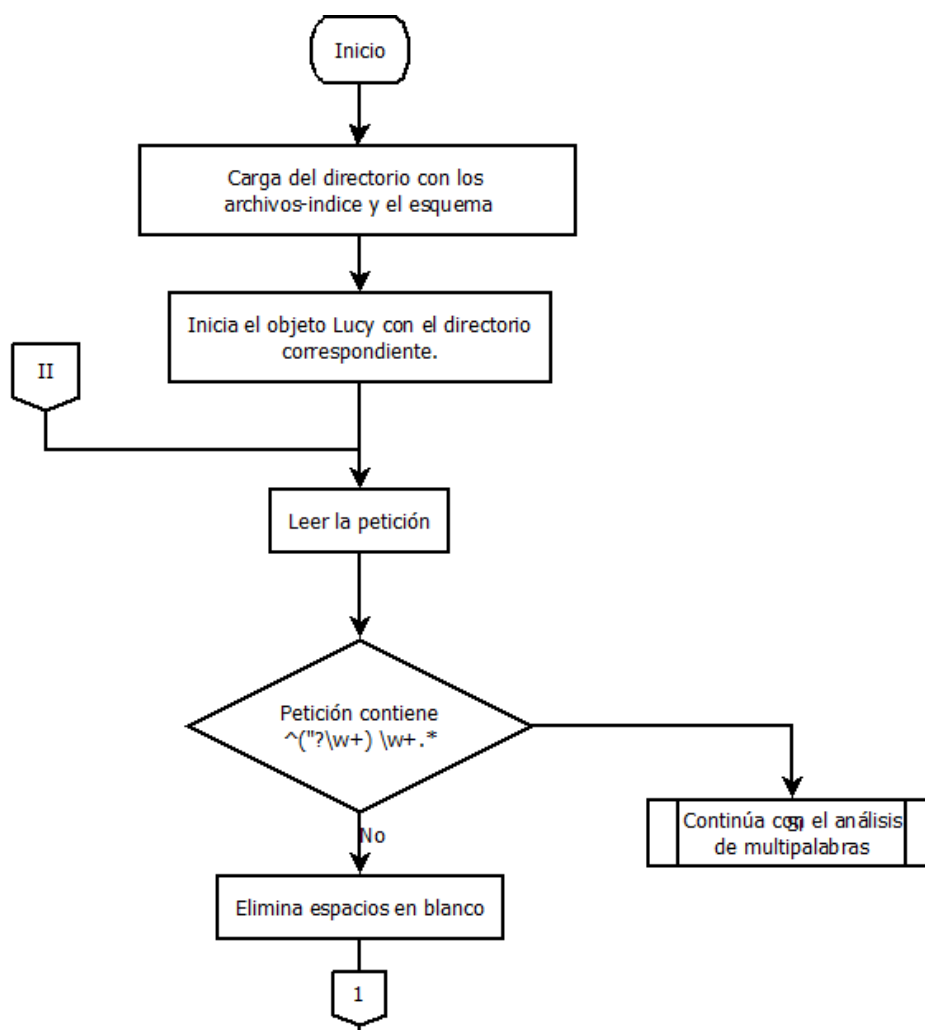 Inicio
Carga del directorio con los
archivos-indice y el esquema
Inicia el objeto Lucy con el directorio
correspondiente.
II
Leer la petición
Petición contiene
^("?\w+) \w+.*
No
Continúa con el análisis
de multipalabras
Si
Elimina espacios en blanco
1